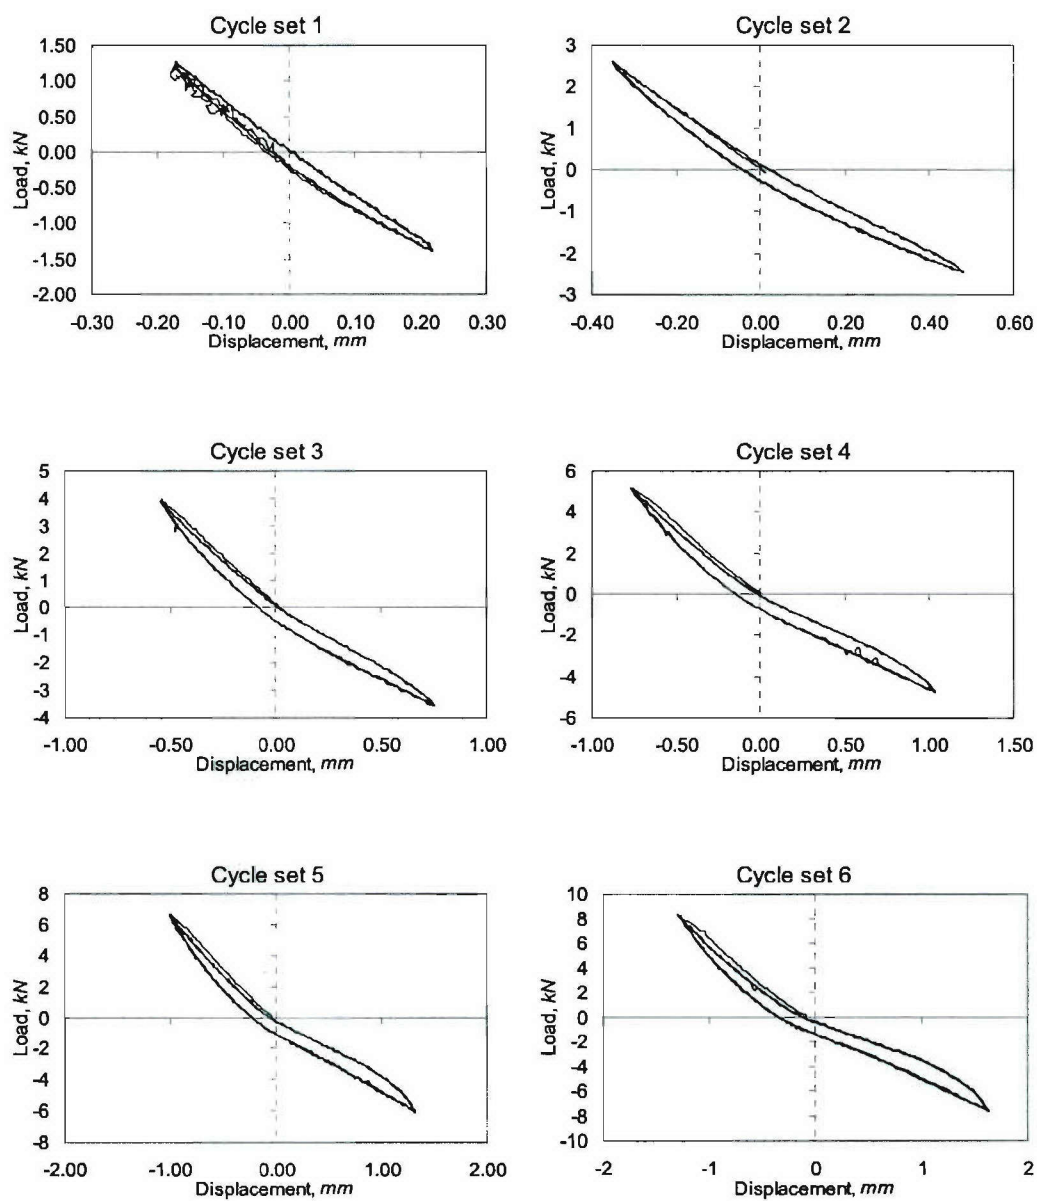 Cycle set 1
1.50
1.00
0.50
0.00
-0.50
-1.00
-1.50
-2.00
Load, kN
-0.30 -0.20 -0.10 0.00 0.10 0.20 0.30
Displacement, mm
Cycle set 2
3
2
1
0
-1
-2
-3
Load, kN
-0.40 -0.20 0.00 0.20 0.40 0.60
Displacement, mm
Cycle set 3
5
4
3
2
1
0
-1
-2
-3
-4
Load, kN
-1.00 -0.50 0.00 0.50 1.00
Displacement, mm
Cycle set 4
6
4
2
0
-2
-4
-6
Load, kN
-1.00 -0.50 0.00 0.50 1.00 1.50
Displacement, mm
Cycle set 5
8
6
4
2
0
-2
-4
-6
-8
Load, kN
-2.00 -1.00 0.00 1.00 2.00
Displacement, mm
Cycle set 6
10
8
6
4
2
0
-2
-4
-6
-8
-10
Load, kN
-2 -1 0 1 2
Displacement, mm